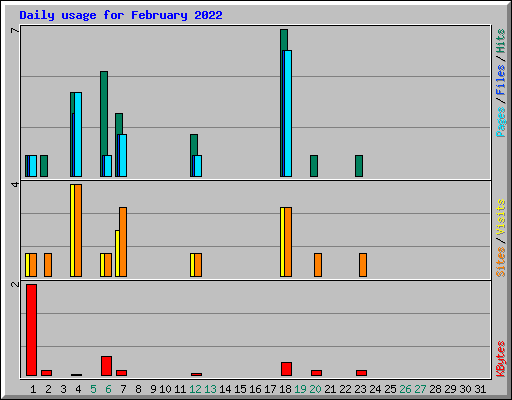 Daily usage for February 2022
7
Pages/Files/Hits
4
Sites/Visits
2
KBytes
1 2 3 4 5 6 7 8 9 10 11 12 13 14 15 16 17 18 19 20 21 22 23 24 25 26 27 28 29 30 31